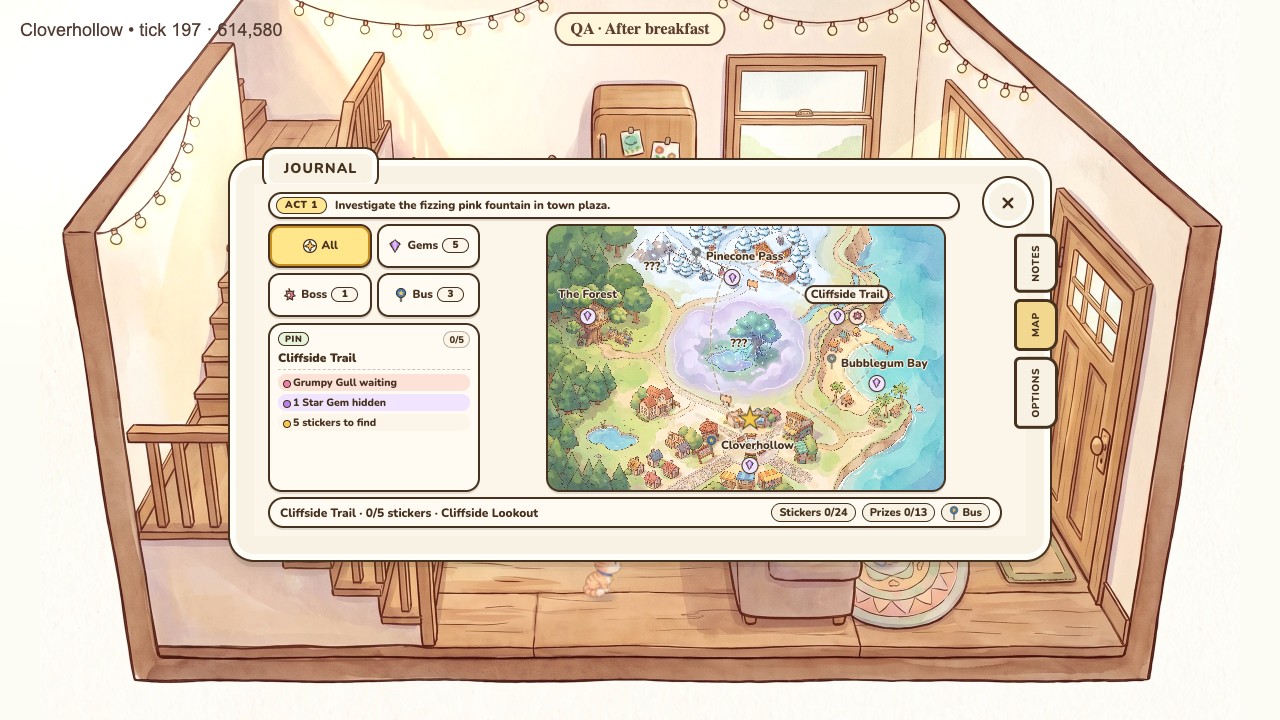 Cloverhollow • tick 197 · 614,580
QA · After breakfast
JOURNAL
ACT 1 Investigate the fizzing pink fountain in town plaza.
All
Gems 5
Boss 1
Bus 3
PIN 0/5
Cliffside Trail
Grumpy Gull waiting
1 Star Gem hidden
5 stickers to find
Pinecone Pass
???
The Forest
Cliffside Trail
???
Bubblegum Bay
Cloverhollow
NOTES
MAP
OPTIONS
Cliffside Trail · 0/5 stickers · Cliffside Lookout
Stickers 0/24
Prizes 0/13
Bus